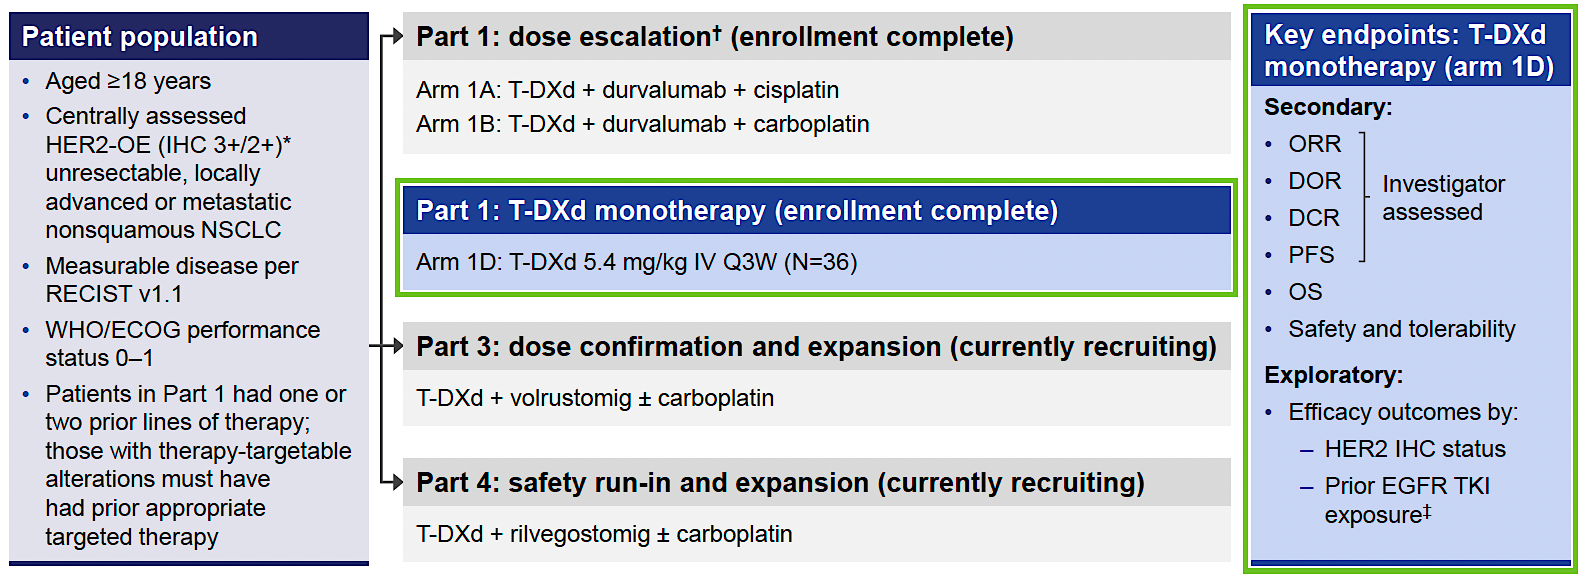 Patient population
• Aged ≥18 years
• Centrally assessed
HER2-OE (IHC 3+/2+)*
unresectable, locally
advanced or metastatic
nonsquamous NSCLC
• Measurable disease per
RECIST v1.1
• WHO/ECOG performance
status 0–1
• Patients in Part 1 had one or
two prior lines of therapy;
those with therapy-targetable
alterations must have
had prior appropriate
targeted therapy
Part 1: dose escalation† (enrollment complete)
Arm 1A: T-DXd + durvalumab + cisplatin
Arm 1B: T-DXd + durvalumab + carboplatin
Part 1: T-DXd monotherapy (enrollment complete)
Arm 1D: T-DXd 5.4 mg/kg IV Q3W (N=36)
Part 3: dose confirmation and expansion (currently recruiting)
T-DXd + volrustomig ± carboplatin
Part 4: safety run-in and expansion (currently recruiting)
T-DXd + rilvegostomig ± carboplatin
Key endpoints: T-DXd
monotherapy (arm 1D)
Secondary:
• ORR
• DOR
• DCR
• PFS
Investigator
assessed
• OS
• Safety and tolerability
Exploratory:
• Efficacy outcomes by:
– HER2 IHC status
– Prior EGFR TKI
exposure‡